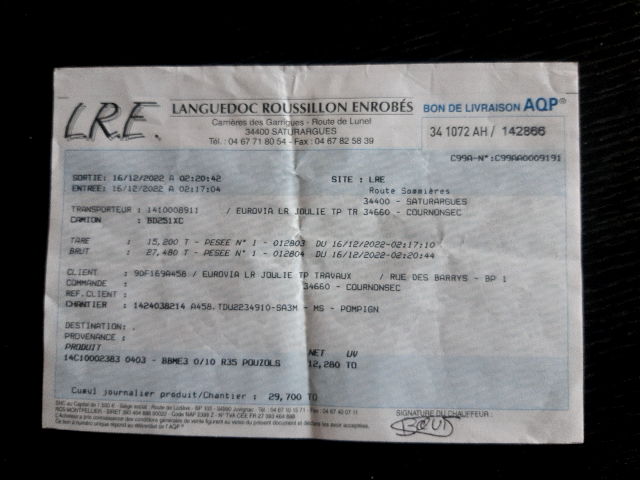 L.R.E.
LANGUEDOC ROUSSILLON ENROBÉS
BON DE LIVRAISON AQP®
Carrières des Garrigues - Route de Lunel
34400 SATURARGUES
Tél. : 04 67 71 80 54 - Fax : 04 67 82 58 39
34 1072 AH / 142866
C99A-N°:C99AA0009191
SORTIE: 16/12/2022 A 02:20:42
SITE : LRE
ENTREE: 16/12/2022 A 02:17:04
Route Sommières
34400 - SATURARGUES
TRANSPORTEUR : 1410008911 / EUROVIA LR JOULIE TP TR 34660 - COURNONSEC
CAMION : BD251XC
TARE : 15,200 T - PESEE N° 1 - 012803 DU 16/12/2022-02:17:10
BRUT : 27,480 T - PESEE N° 1 - 012804 DU 16/12/2022-02:20:44
CLIENT : 90F169A458 / EUROVIA LR JOULIE TP TRAVAUX / RUE DES BARRYS - BP 1
COMMANDE : 34660 - COURNONSEC
REF.CLIENT :
CHANTIER : 1424038214 A458.TDU2234910-SA3M - MS - POMPIGN
DESTINATION: .
PROVENANCE :
PRODUIT NET UV
14C10002383 0403 - BBME3 0/10 R35 POUZOLS 12,280 TO
Cumul journalier produit/Chantier : 29,700 TO
SIGNATURE DU CHAUFFEUR :